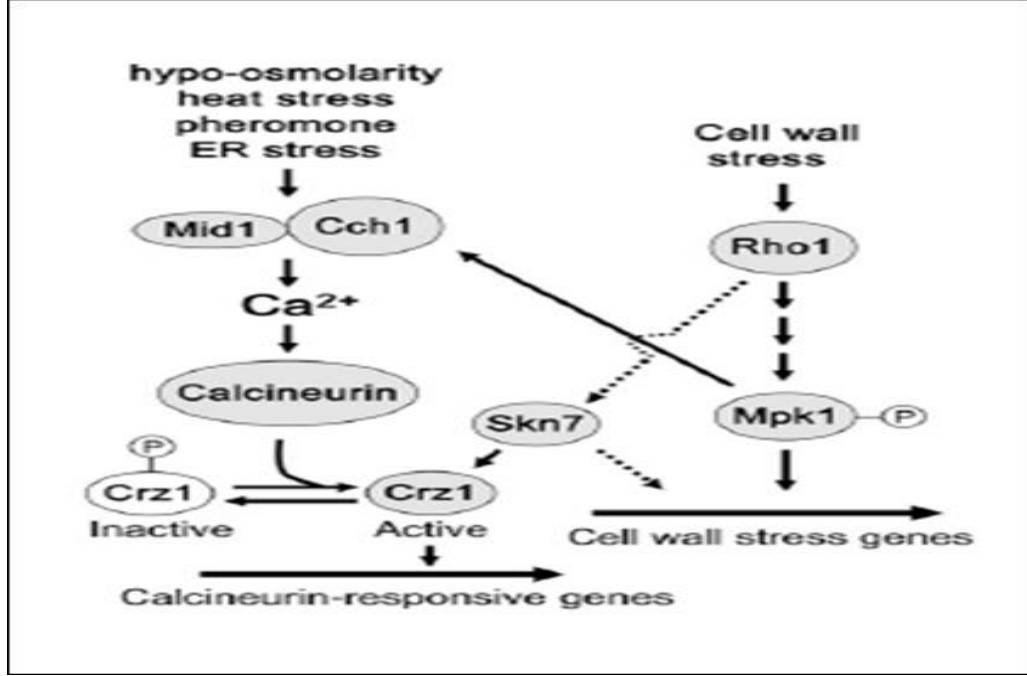 hypo-osmolarity
heat stress
pheromone
ER stress
Cell wall
stress
Mid1
Cch1
Rho1
Ca²⁺
Calcineurin
Skn7
Mpk1
P
P
Crz1
Crz1
Inactive
Active
Cell wall stress genes
Calcineurin-responsive genes